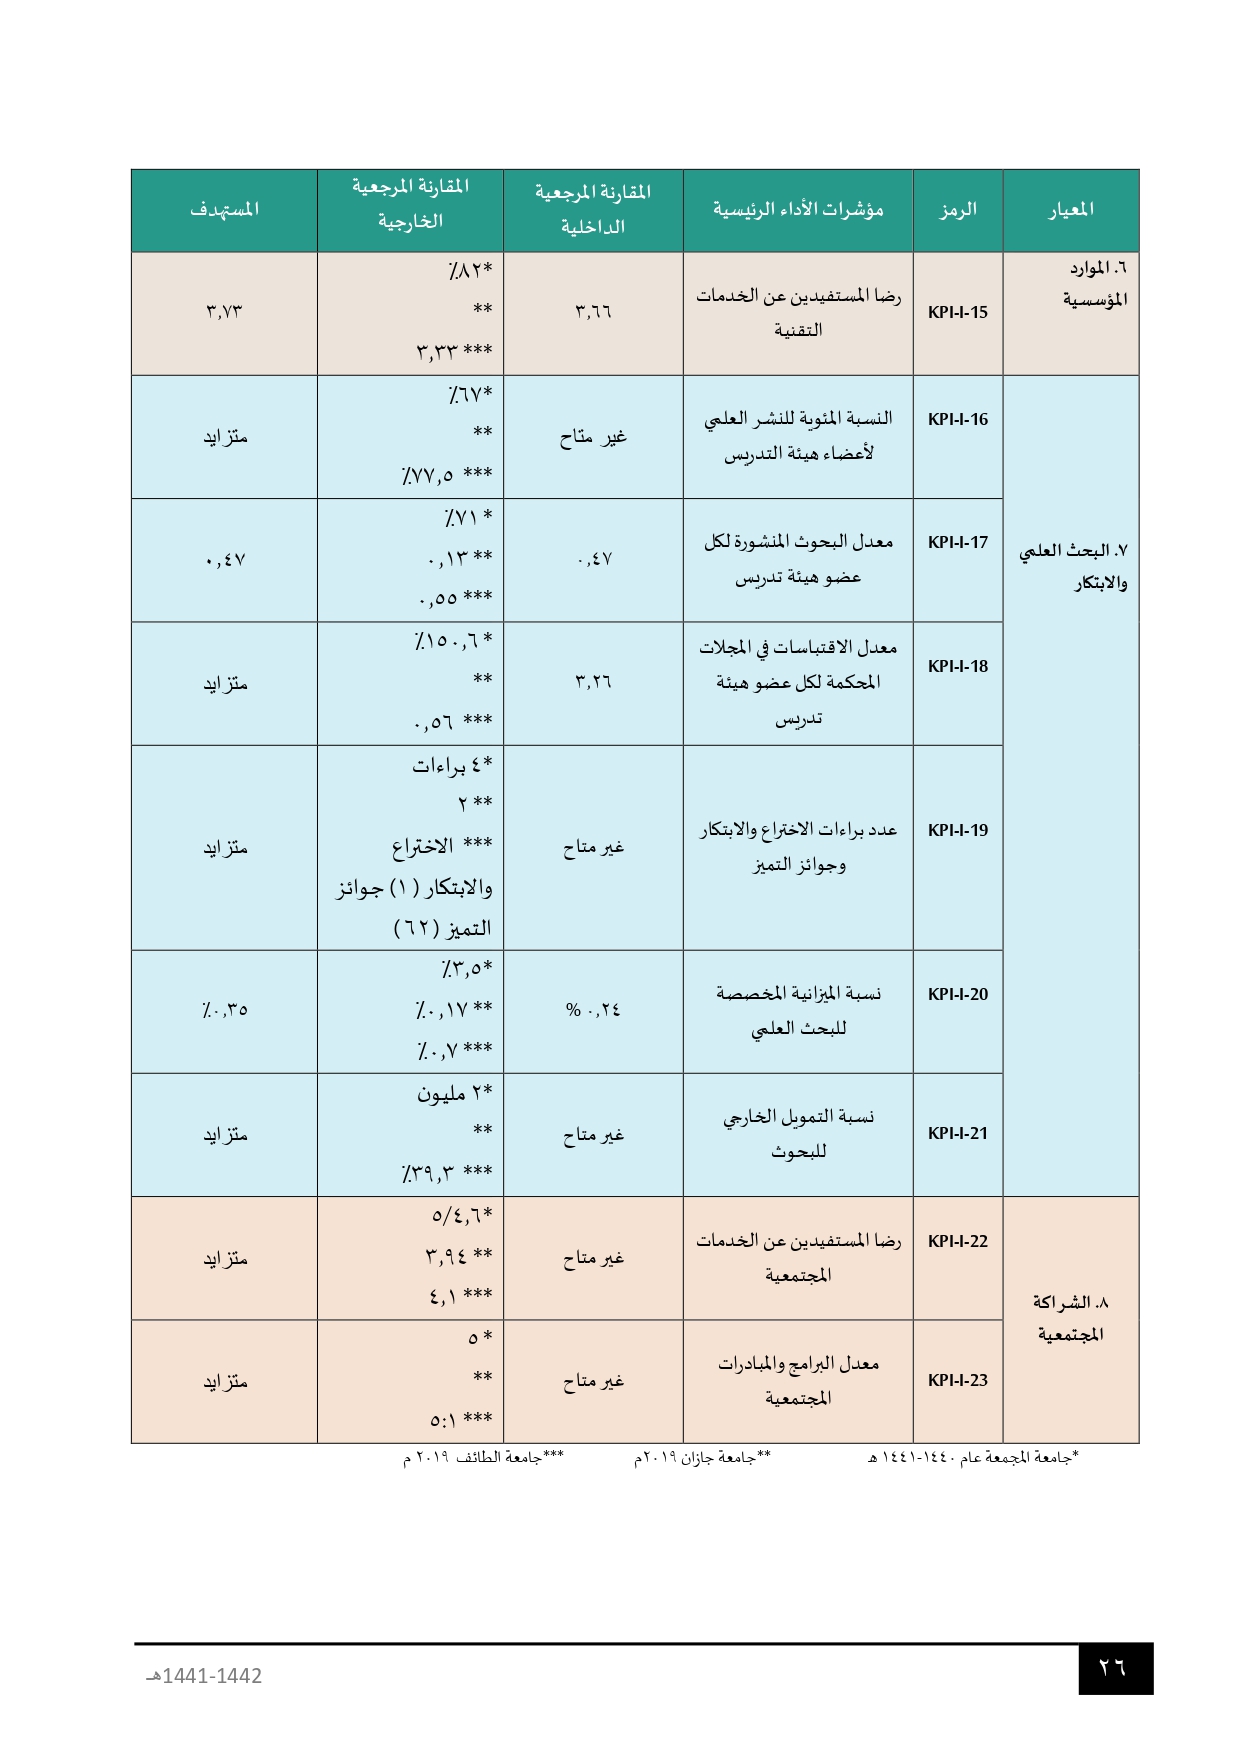 المعيار
الرمز
مؤشرات الأداء الرئيسية
المقارنة المرجعية
الداخلية
المقارنة المرجعية
الخارجية
المستهدف
٦. الموارد
المؤسسية
KPI-I-15
رضا المستفيدين عن الخدمات
التقنية
٣,٦٦
*٨٢٪
**
*** ٣,٣٣
٣,٧٣
٧. البحث العلمي
والابتكار
KPI-I-16
النسبة المئوية للنشر العلمي
لأعضاء هيئة التدريس
غير متاح
*٦٧٪
**
*** ٧٧,٥٪
متزايد
KPI-I-17
معدل البحوث المنشورة لكل
عضو هيئة تدريس
٠,٤٧
* ٧١٪
** ٠,١٣
*** ٠,٥٥
٠,٤٧
KPI-I-18
معدل الاقتباسات في المجلات
المحكمة لكل عضو هيئة
تدريس
٣,٢٦
* ١٥٠,٦٪
**
*** ٠,٥٦
متزايد
KPI-I-19
عدد براءات الاختراع والابتكار
وجوائز التميز
غير متاح
*٤ براءات
** ٢
*** الاختراع
والابتكار (١) جوائز
التميز (٦٢)
متزايد
KPI-I-20
نسبة الميزانية المخصصة
للبحث العلمي
٠,٢٤ %
*٣,٥٪
** ٠,١٧٪
*** ٠,٧٪
٠,٣٥٪
KPI-I-21
نسبة التمويل الخارجي
للبحوث
غير متاح
*٢ مليون
**
*** ٣٩,٣٪
متزايد
٨. الشراكة
المجتمعية
KPI-I-22
رضا المستفيدين عن الخدمات
المجتمعية
غير متاح
*٥/٤,٦
** ٣,٩٤
*** ٤,١
متزايد
KPI-I-23
معدل البرامج والمبادرات
المجتمعية
غير متاح
* ٥
**
*** ٥:١
متزايد
*جامعة المجمعة عام ١٤٤٠-١٤٤١ هـ **جامعة جازان ٢٠١٩م ***جامعة الطائف ٢٠١٩ م
٢٦
1441-1442هـ